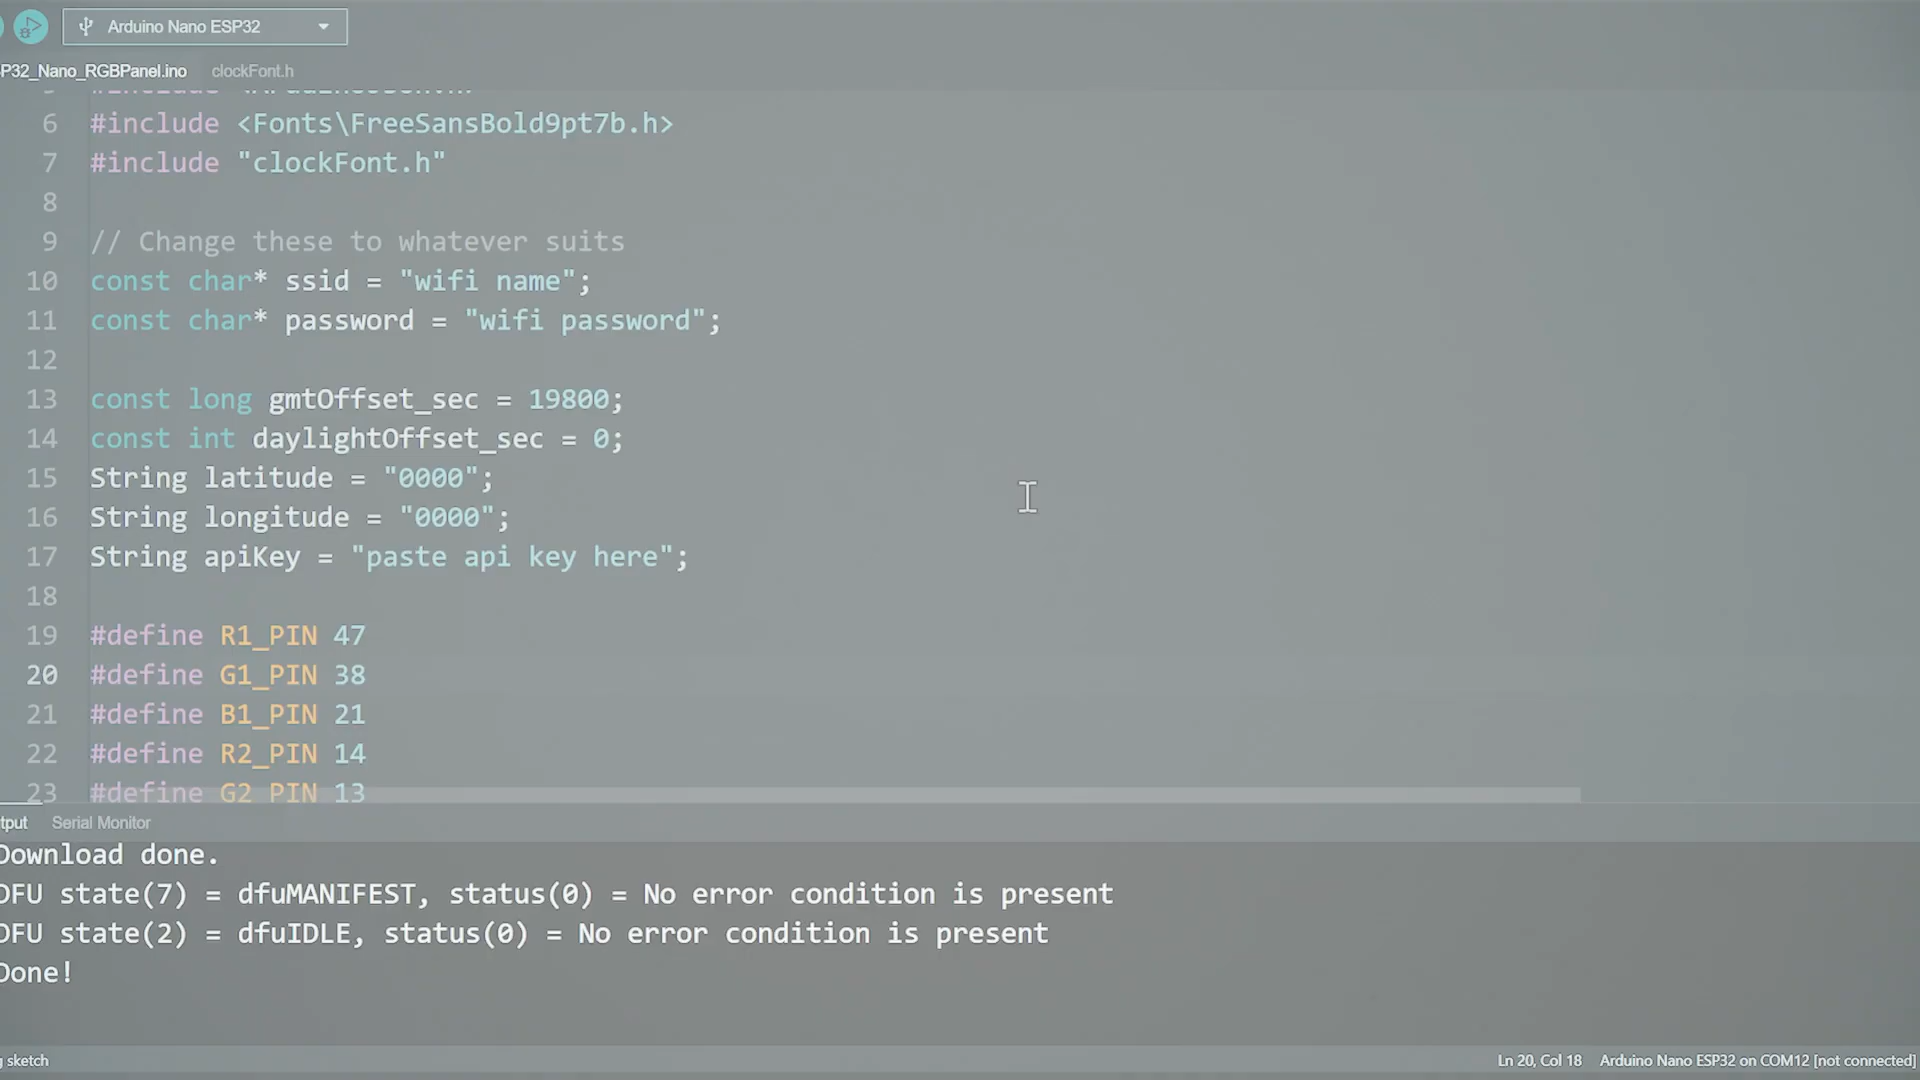 Arduino Nano ESP32
P32_Nano_RGBPanel.ino clockFont.h
6 #include <Fonts\FreeSansBold9pt7b.h>
7 #include "clockFont.h"
8
9 // Change these to whatever suits
10 const char* ssid = "wifi name";
11 const char* password = "wifi password";
12
13 const long gmtOffset_sec = 19800;
14 const int daylightOffset_sec = 0;
15 String latitude = "0000";
16 String longitude = "0000";
17 String apiKey = "paste api key here";
18
19 #define R1_PIN 47
20 #define G1_PIN 38
21 #define B1_PIN 21
22 #define R2_PIN 14
23 #define G2_PIN 13
tput Serial Monitor
Download done.
DFU state(7) = dfuMANIFEST, status(0) = No error condition is present
DFU state(2) = dfuIDLE, status(0) = No error condition is present
Done!
g sketch Ln 20, Col 18 Arduino Nano ESP32 on COM12 [not connected]